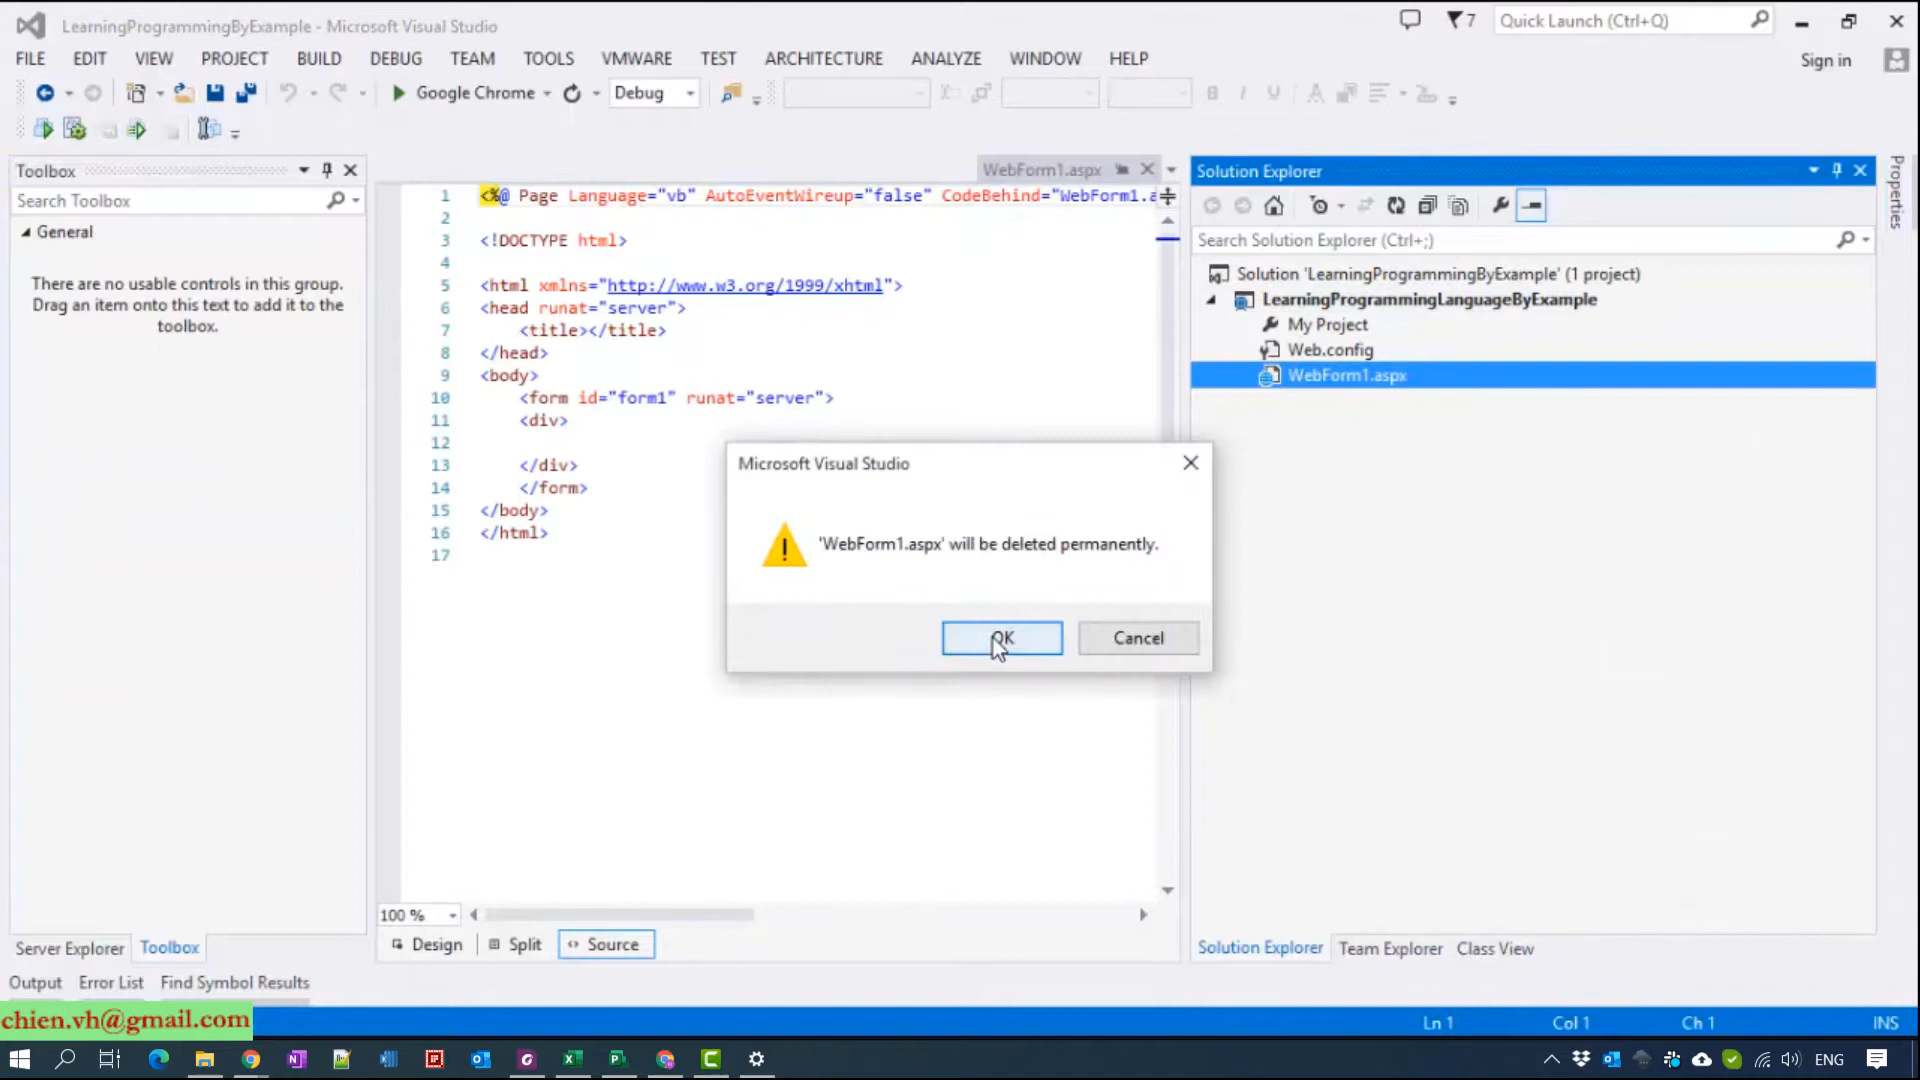 LearningProgrammingByExample - Microsoft Visual Studio
7
Quick Launch (Ctrl+Q)
FILE EDIT VIEW PROJECT BUILD DEBUG TEAM TOOLS VMWARE TEST ARCHITECTURE ANALYZE WINDOW HELP
Sign in
Google Chrome
Debug
Toolbox
Search Toolbox
General
There are no usable controls in this group.
Drag an item onto this text to add it to the
toolbox.
WebForm1.aspx
1 <%@ Page Language="vb" AutoEventWireup="false" CodeBehind="WebForm1.a
2
3 <!DOCTYPE html>
4
5 <html xmlns="http://www.w3.org/1999/xhtml">
6 <head runat="server">
7 <title></title>
8 </head>
9 <body>
10 <form id="form1" runat="server">
11 <div>
12
13 </div>
14 </form>
15 </body>
16 </html>
17
Microsoft Visual Studio
'WebForm1.aspx' will be deleted permanently.
OK
Cancel
100 %
Design Split Source
Solution Explorer
Search Solution Explorer (Ctrl+;)
Solution 'LearningProgrammingByExample' (1 project)
LearningProgrammingLanguageByExample
My Project
Web.config
WebForm1.aspx
Properties
Server Explorer Toolbox
Solution Explorer Team Explorer Class View
Output Error List Find Symbol Results
chien.vh@gmail.com
Ln 1 Col 1 Ch 1 INS
ENG